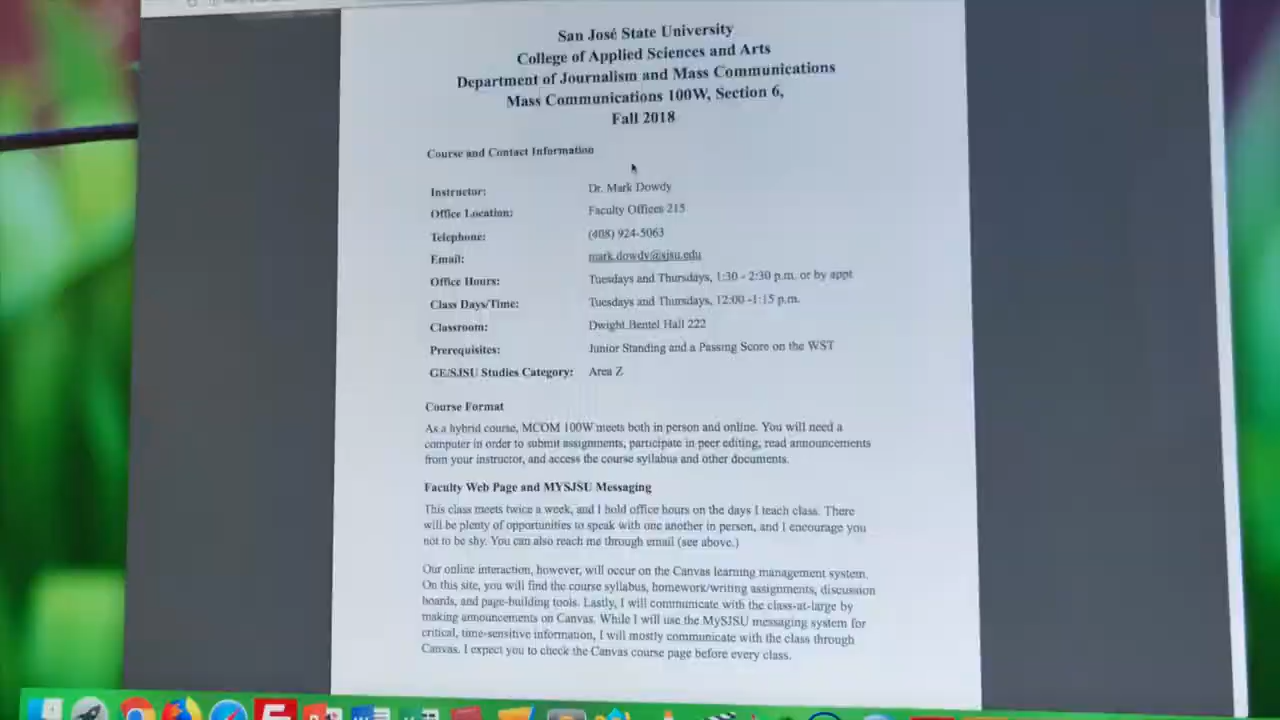 San José State University
College of Applied Sciences and Arts
Department of Journalism and Mass Communications
Mass Communications 100W, Section 6,
Fall 2018
Course and Contact Information
Instructor: Dr. Mark Dowdy
Office Location: Faculty Offices 215
Telephone: (408) 924-5063
Email: mark.dowdy@sjsu.edu
Office Hours: Tuesdays and Thursdays, 1:30 - 2:30 p.m. or by appt
Class Days/Time: Tuesdays and Thursdays, 12:00 -1:15 p.m.
Classroom: Dwight Bentel Hall 222
Prerequisites: Junior Standing and a Passing Score on the WST
GE/SJSU Studies Category: Area Z
Course Format
As a hybrid course, MCOM 100W meets both in person and online. You will need a
computer in order to submit assignments, participate in peer editing, read announcements
from your instructor, and access the course syllabus and other documents.
Faculty Web Page and MYSJSU Messaging
This class meets twice a week, and I hold office hours on the days I teach class. There
will be plenty of opportunities to speak with one another in person, and I encourage you
not to be shy. You can also reach me through email (see above.)
Our online interaction, however, will occur on the Canvas learning management system.
On this site, you will find the course syllabus, homework/writing assignments, discussion
boards, and page-building tools. Lastly, I will communicate with the class-at-large by
making announcements on Canvas. While I will use the MySJSU messaging system for
critical, time-sensitive information, I will mostly communicate with the class through
Canvas. I expect you to check the Canvas course page before every class.